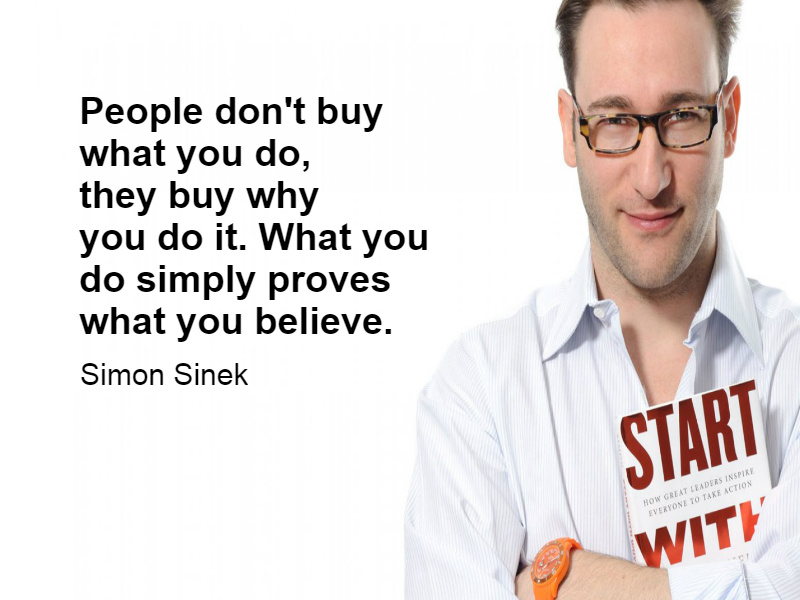 People don't buy
what you do,
they buy why
you do it. What you
do simply proves
what you believe.
Simon Sinek
START
HOW GREAT LEADERS INSPIRE
EVERYONE TO TAKE ACTION
WITH